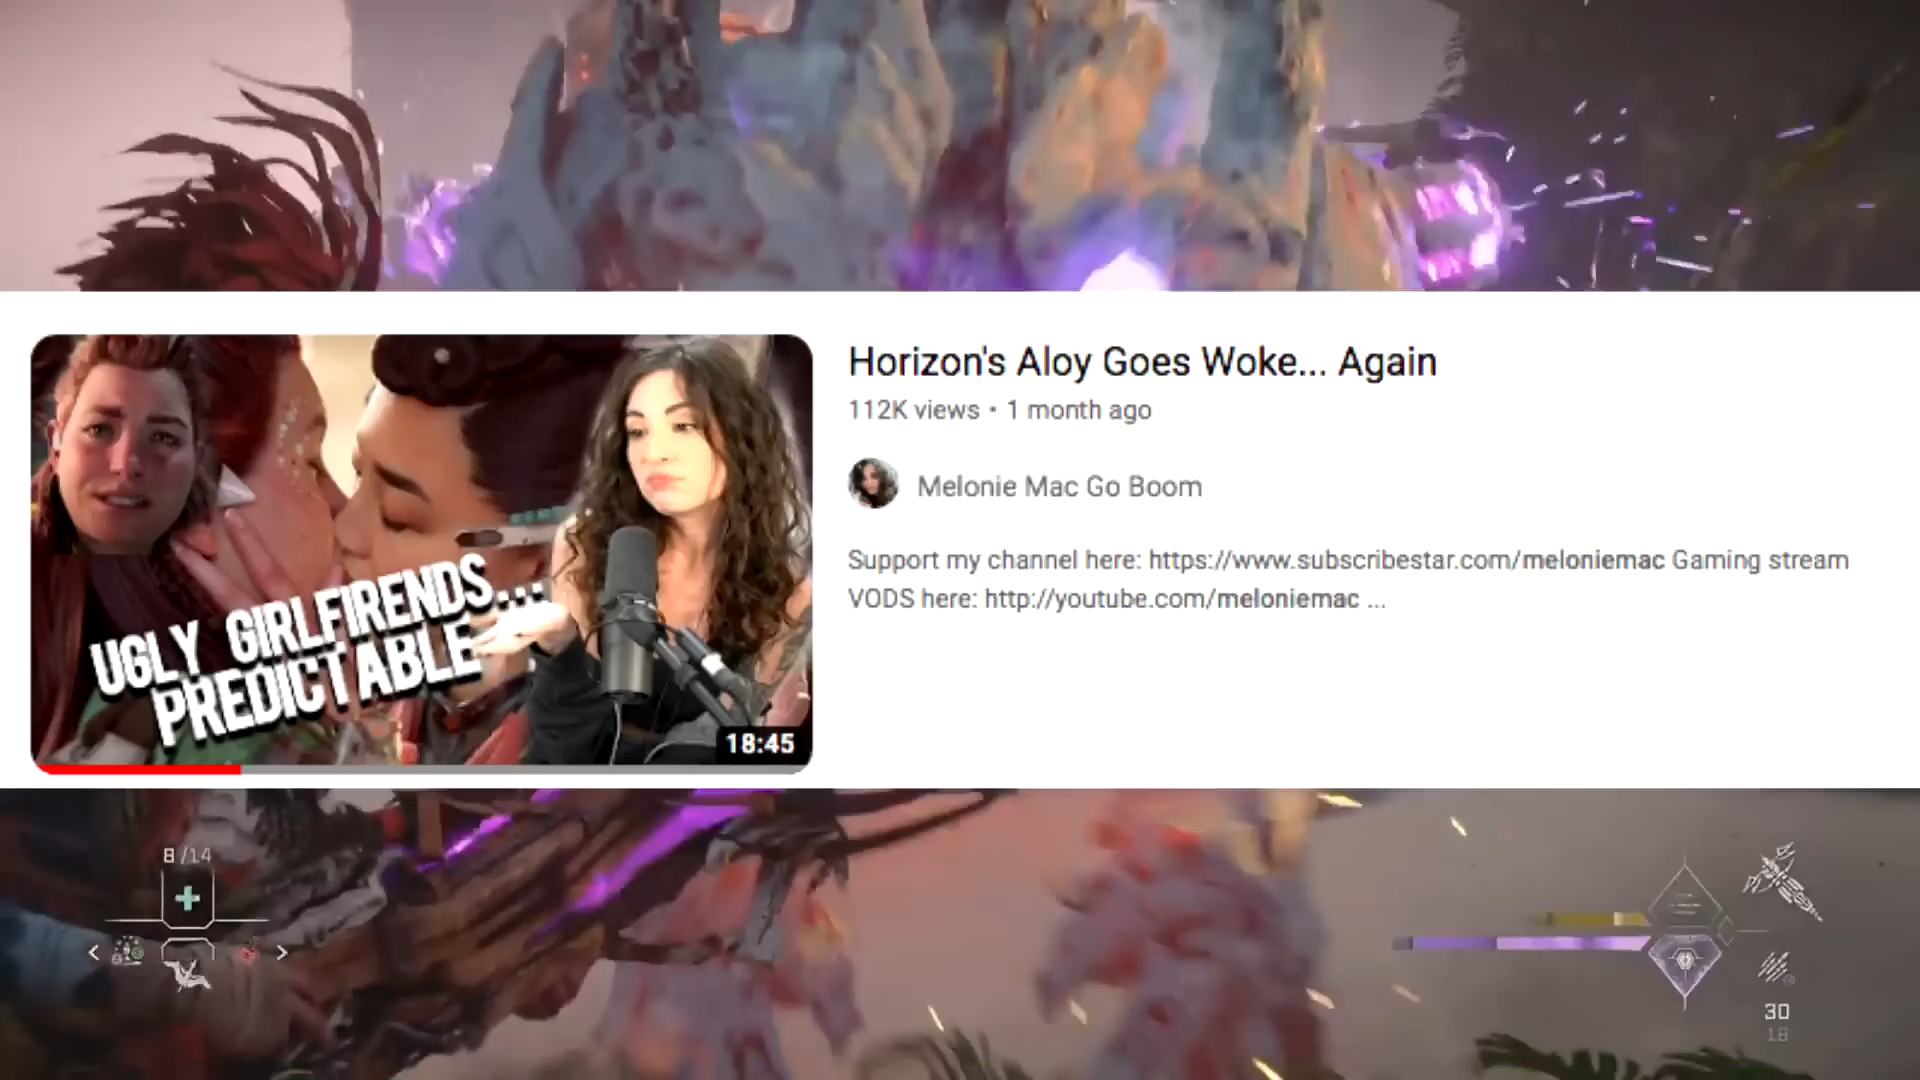 Horizon's Aloy Goes Woke... Again
112K views • 1 month ago
Melonie Mac Go Boom
Support my channel here: https://www.subscribestar.com/meloniemac Gaming stream
VODS here: http://youtube.com/meloniemac ...
UGLY GIRLFIRENDS...
PREDICTABLE
18:45
8/14
30
18